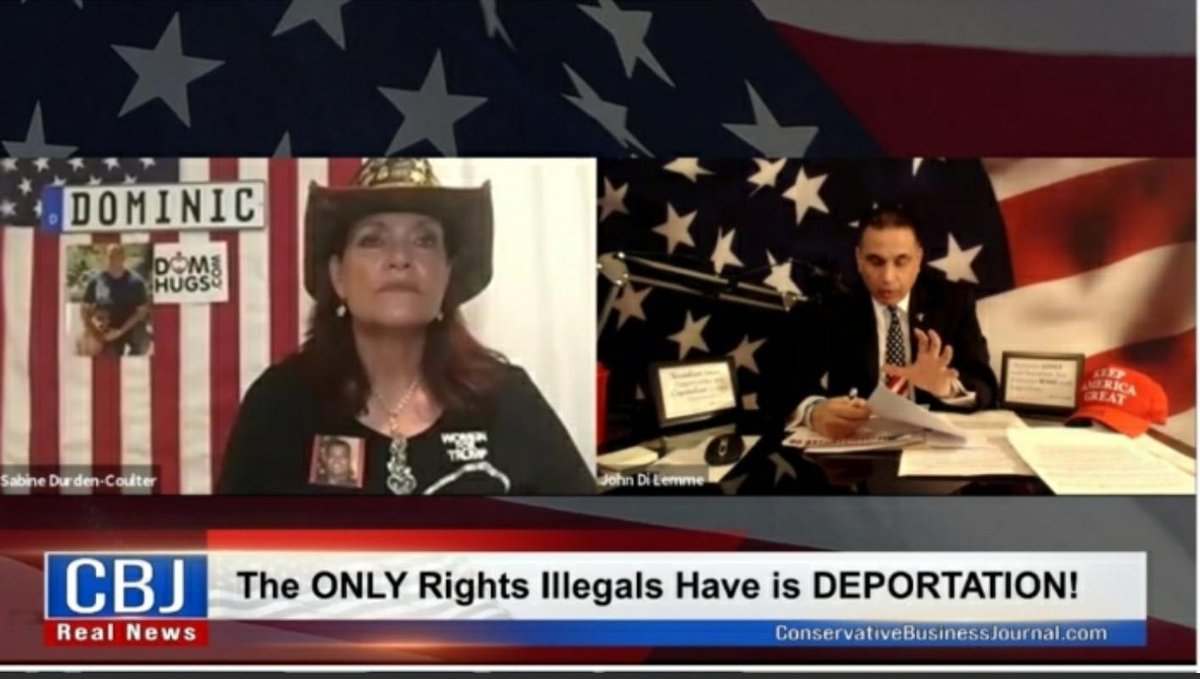 DOMINIC
DOM
HUGS.COM
WOMEN
FOR
TRUMP
KEEP
AMERICA
GREAT
Sabine Durden-Coulter
John Di Lemme
CBJ
Real News
The ONLY Rights Illegals Have is DEPORTATION!
ConservativeBusinessJournal.com